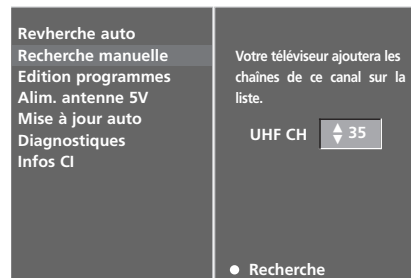 Revherche auto
Recherche manuelle
Edition programmes
Alim. antenne 5V
Mise à jour auto
Diagnostiques
Infos CI
Votre téléviseur ajoutera les
chaînes de ce canal sur la
liste.
UHF CH 35
Recherche